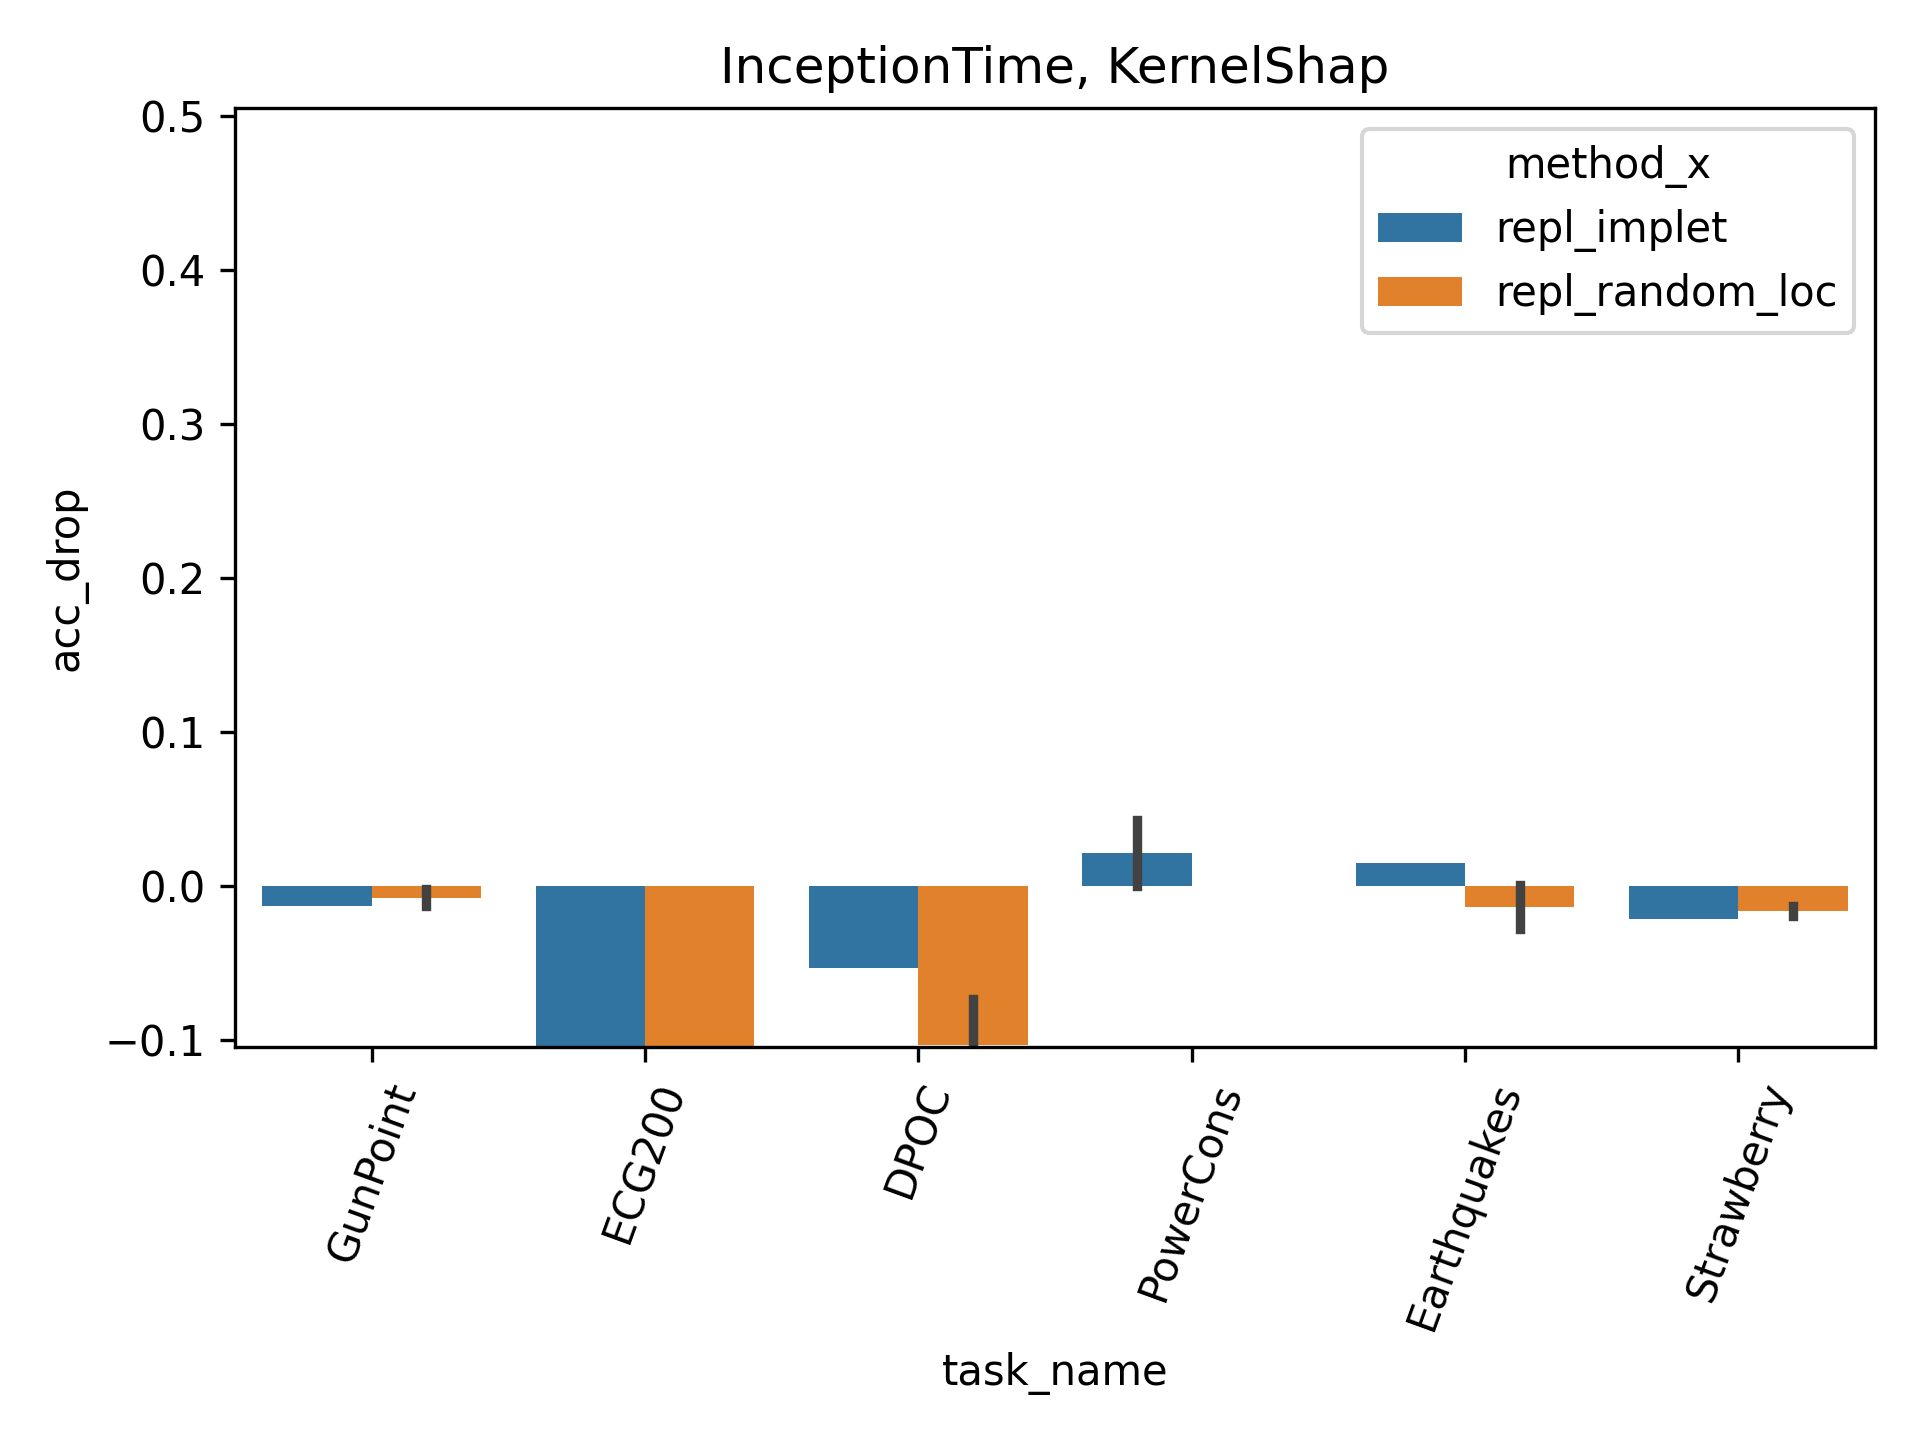 InceptionTime, KernelShap
0.5
0.4
0.3
0.2
0.1
0.0
−0.1
acc_drop
method_x
repl_implet
repl_random_loc
GunPoint
ECG200
DPOC
PowerCons
Earthquakes
Strawberry
task_name